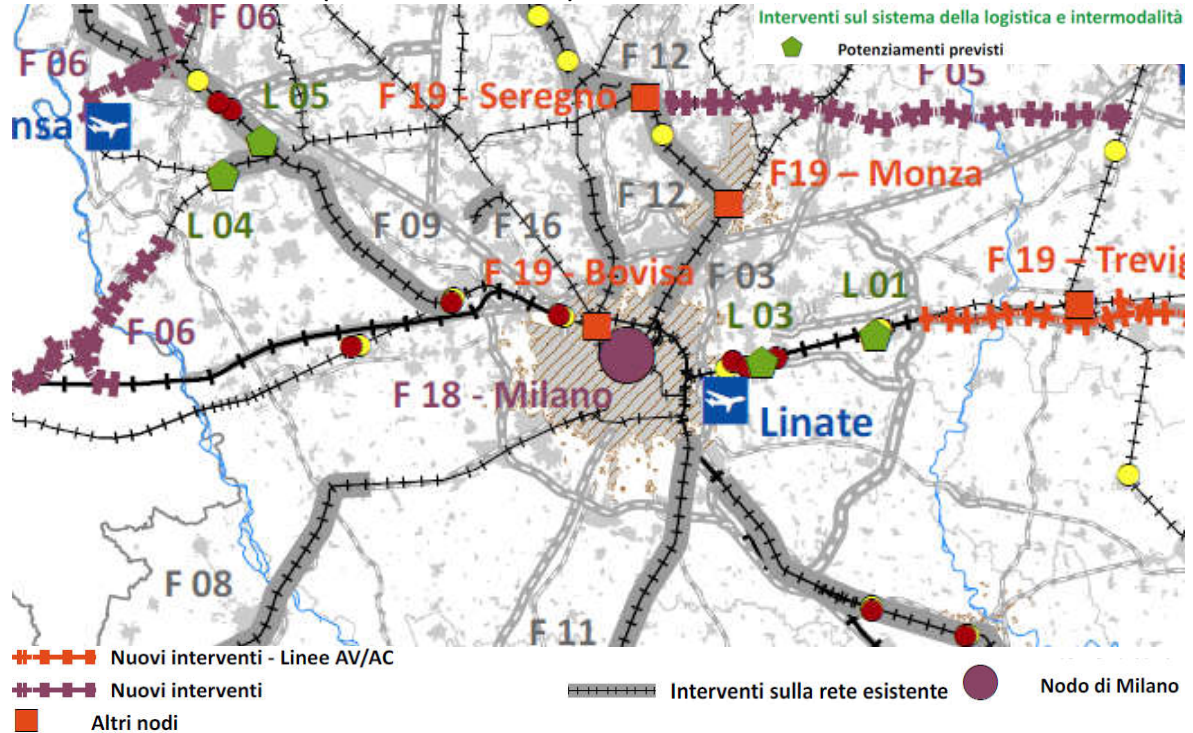 F 06
Interventi sul sistema della logistica e intermodalità
Potenziamenti previsti
F 06
F 12
F 05
L 05
F 19 - Seregno
nsa
F 12
F19 – Monza
L 04
F 09
F 16
F 19 - Bovisa
F 03
L 01
F 19 – Trevig
L 03
F 06
F 18 - Milano
Linate
F 08
F 11
Nuovi interventi - Linee AV/AC
Nuovi interventi
Interventi sulla rete esistente
Nodo di Milano
Altri nodi